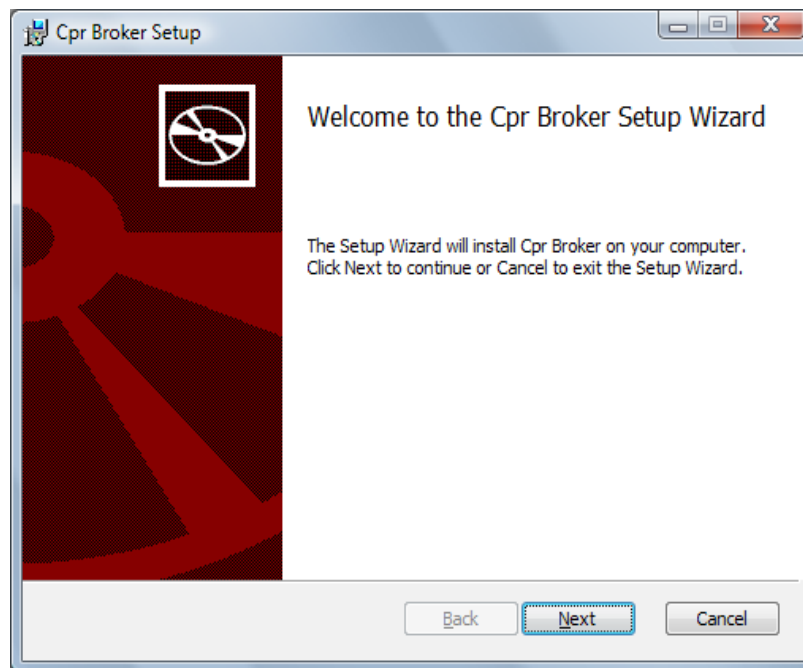 Cpr Broker Setup
Welcome to the Cpr Broker Setup Wizard
The Setup Wizard will install Cpr Broker on your computer.
Click Next to continue or Cancel to exit the Setup Wizard.
Back Next Cancel